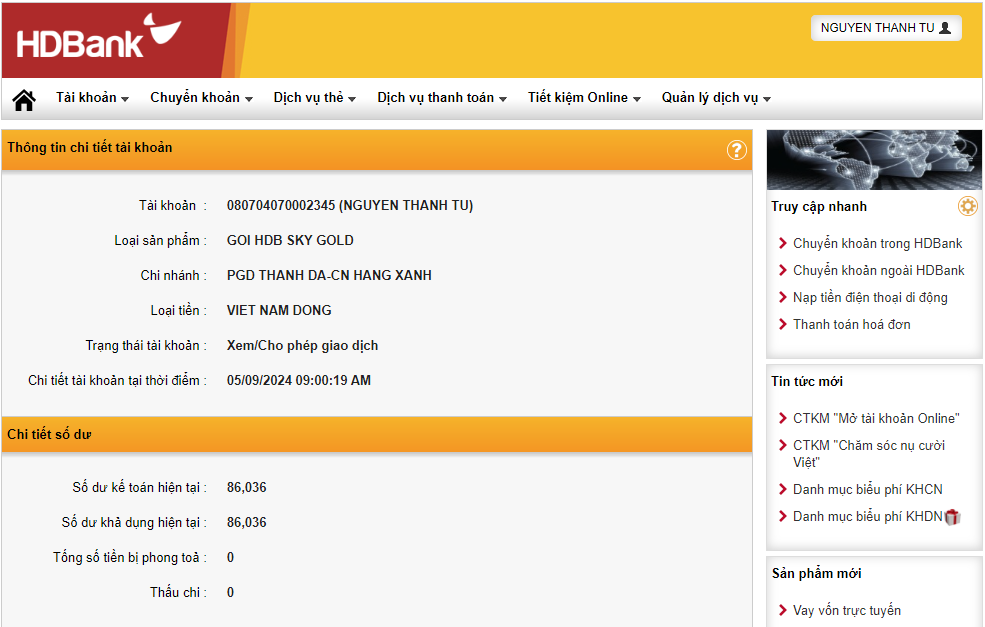 HDBank
NGUYEN THANH TU
Tài khoản
Chuyển khoản
Dịch vụ thẻ
Dịch vụ thanh toán
Tiết kiệm Online
Quản lý dịch vụ
Thông tin chi tiết tài khoản
?
Tài khoản : 080704070002345 (NGUYEN THANH TU)
Loại sản phẩm : GOI HDB SKY GOLD
Chi nhánh : PGD THANH DA-CN HANG XANH
Loại tiền : VIET NAM DONG
Trạng thái tài khoản : Xem/Cho phép giao dịch
Chi tiết tài khoản tại thời điểm : 05/09/2024 09:00:19 AM
Chi tiết số dư
Số dư kế toán hiện tại : 86,036
Số dư khả dụng hiện tại : 86,036
Tổng số tiền bị phong toả : 0
Thấu chi : 0
Truy cập nhanh
Chuyển khoản trong HDBank
Chuyển khoản ngoài HDBank
Nạp tiền điện thoại di động
Thanh toán hoá đơn
Tin tức mới
CTKM "Mở tài khoản Online"
CTKM "Chăm sóc nụ cười
Việt"
Danh mục biểu phí KHCN
Danh mục biểu phí KHDN
Sản phẩm mới
Vay vốn trực tuyến